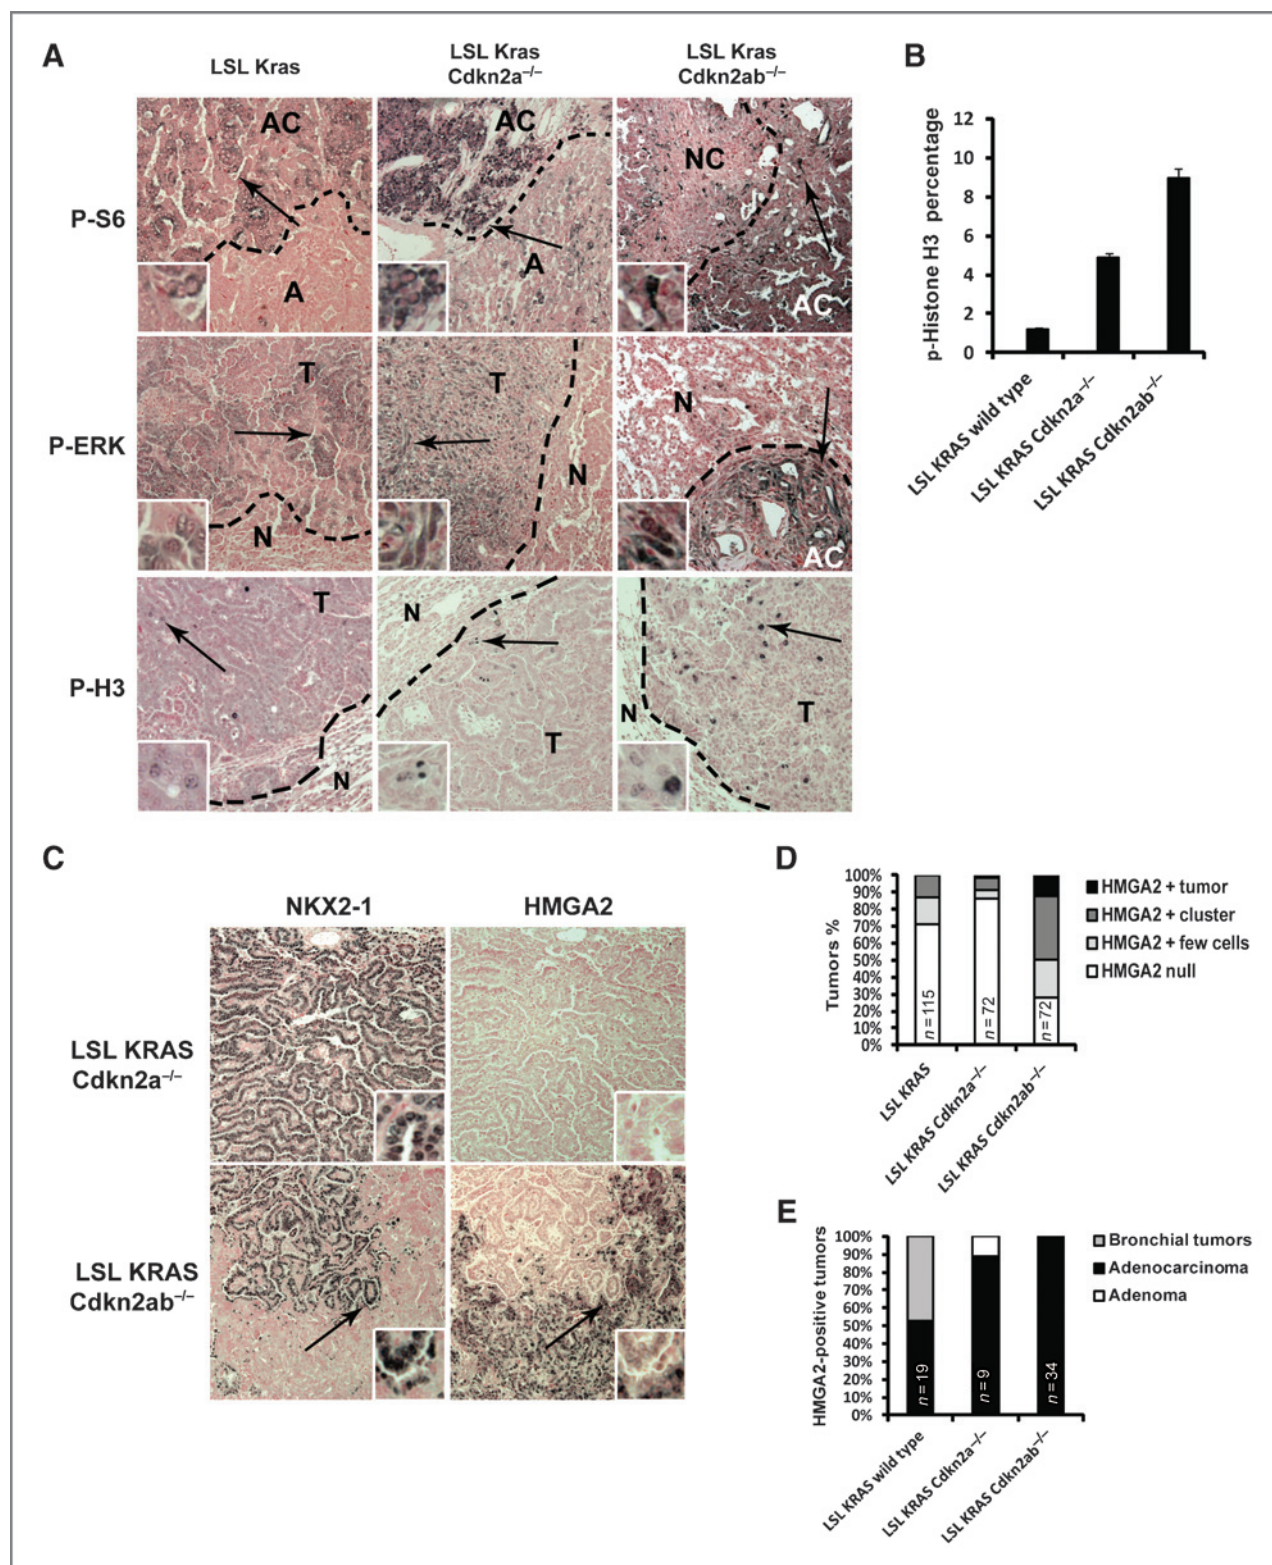 A
LSL Kras
LSL Kras
Cdkn2a–/–
LSL Kras
Cdkn2ab–/–
P-S6
AC
A
AC
A
NC
AC
P-ERK
T
N
T
N
N
AC
P-H3
T
N
N
T
N
T
B
p-Histone H3 percentage
12
10
8
6
4
2
0
LSL KRAS wild type
LSL KRAS Cdkn2a–/–
LSL KRAS Cdkn2ab–/–
C
NKX2-1
HMGA2
LSL KRAS
Cdkn2a–/–
LSL KRAS
Cdkn2ab–/–
D
Tumors %
100%
90%
80%
70%
60%
50%
40%
30%
20%
10%
0%
n = 115
n = 72
n = 72
LSL KRAS
LSL KRAS Cdkn2a–/–
LSL KRAS Cdkn2ab–/–
HMGA2 + tumor
HMGA2 + cluster
HMGA2 + few cells
HMGA2 null
E
HMGA2-positive tumors
100%
90%
80%
70%
60%
50%
40%
30%
20%
10%
0%
n = 19
n = 9
n = 34
LSL KRAS wild type
LSL KRAS Cdkn2a–/–
LSL KRAS Cdkn2ab–/–
Bronchial tumors
Adenocarcinoma
Adenoma